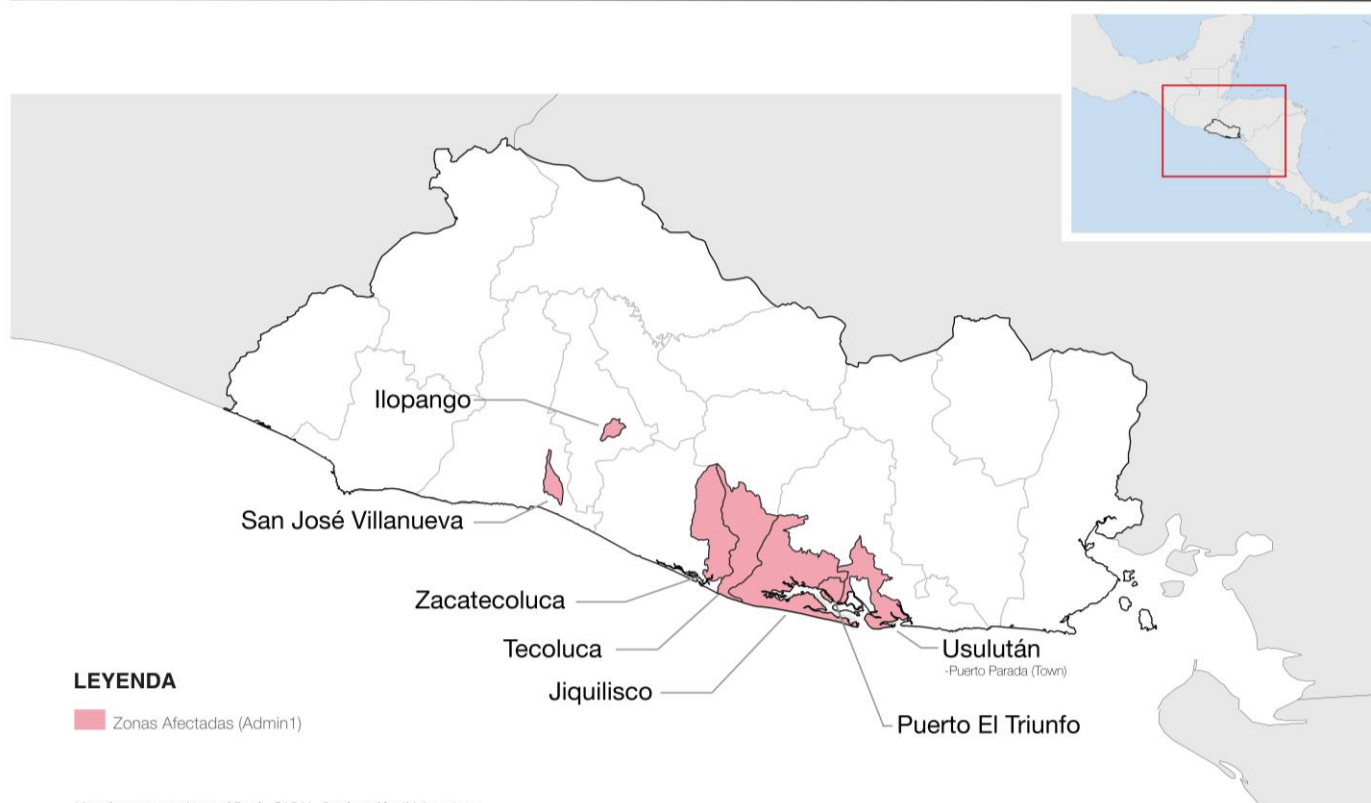 Ilopango
San José Villanueva
Zacatecoluca
Tecoluca
Jiquilisco
Usulután
-Puerto Parada (Town)
Puerto El Triunfo
LEYENDA
Zonas Afectadas (Admin1)